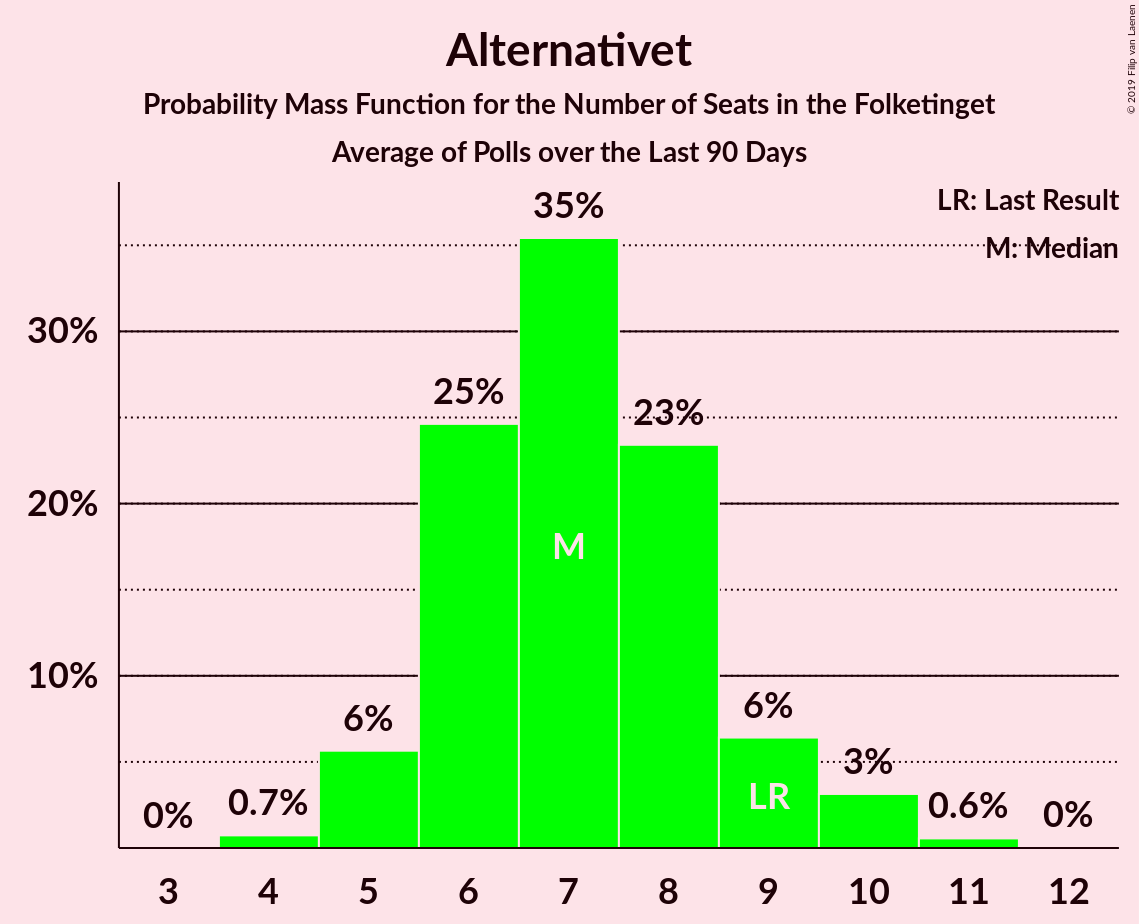 Alternativet
Probability Mass Function for the Number of Seats in the Folketinget
Average of Polls over the Last 90 Days
© 2019 Filip van Laenen
LR: Last Result
M: Median
35%
30%
25%
23%
20%
M
10%
6%
6%
3%
LR
0%
0.7%
0.6%
0%
3 4 5 6 7 8 9 10 11 12